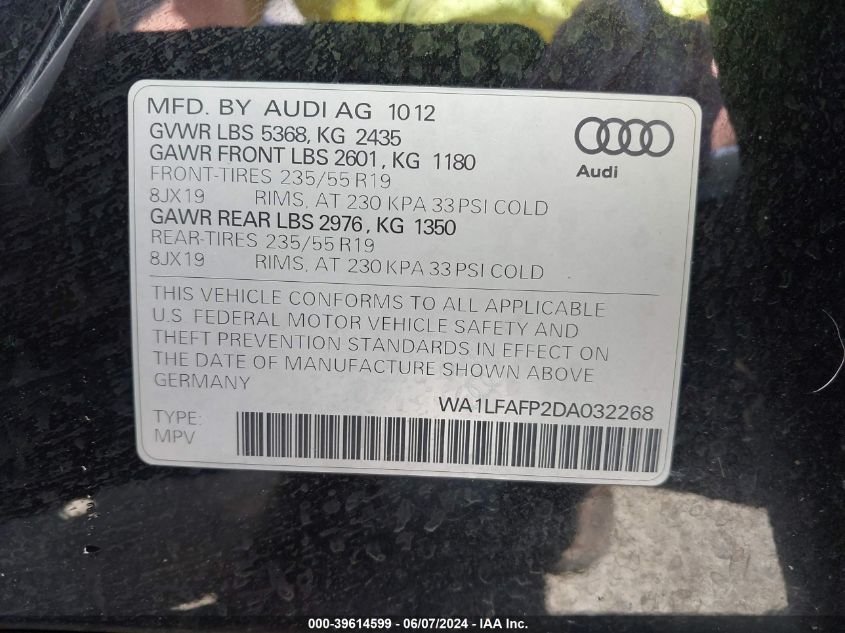 MFD. BY AUDI AG 10 12
GVWR LBS 5368, KG 2435
GAWR FRONT LBS 2601, KG 1180
FRONT-TIRES 235/55 R19
8JX19 RIMS, AT 230 KPA 33 PSI COLD
GAWR REAR LBS 2976, KG 1350
REAR-TIRES 235/55 R19
8JX19 RIMS, AT 230 KPA 33 PSI COLD
Audi
THIS VEHICLE CONFORMS TO ALL APPLICABLE
U.S. FEDERAL MOTOR VEHICLE SAFETY AND
THEFT PREVENTION STANDARDS IN EFFECT ON
THE DATE OF MANUFACTURE SHOWN ABOVE
GERMANY
WA1LFAFP2DA032268
TYPE:
MPV
000-39614599 - 06/07/2024 - IAA Inc.